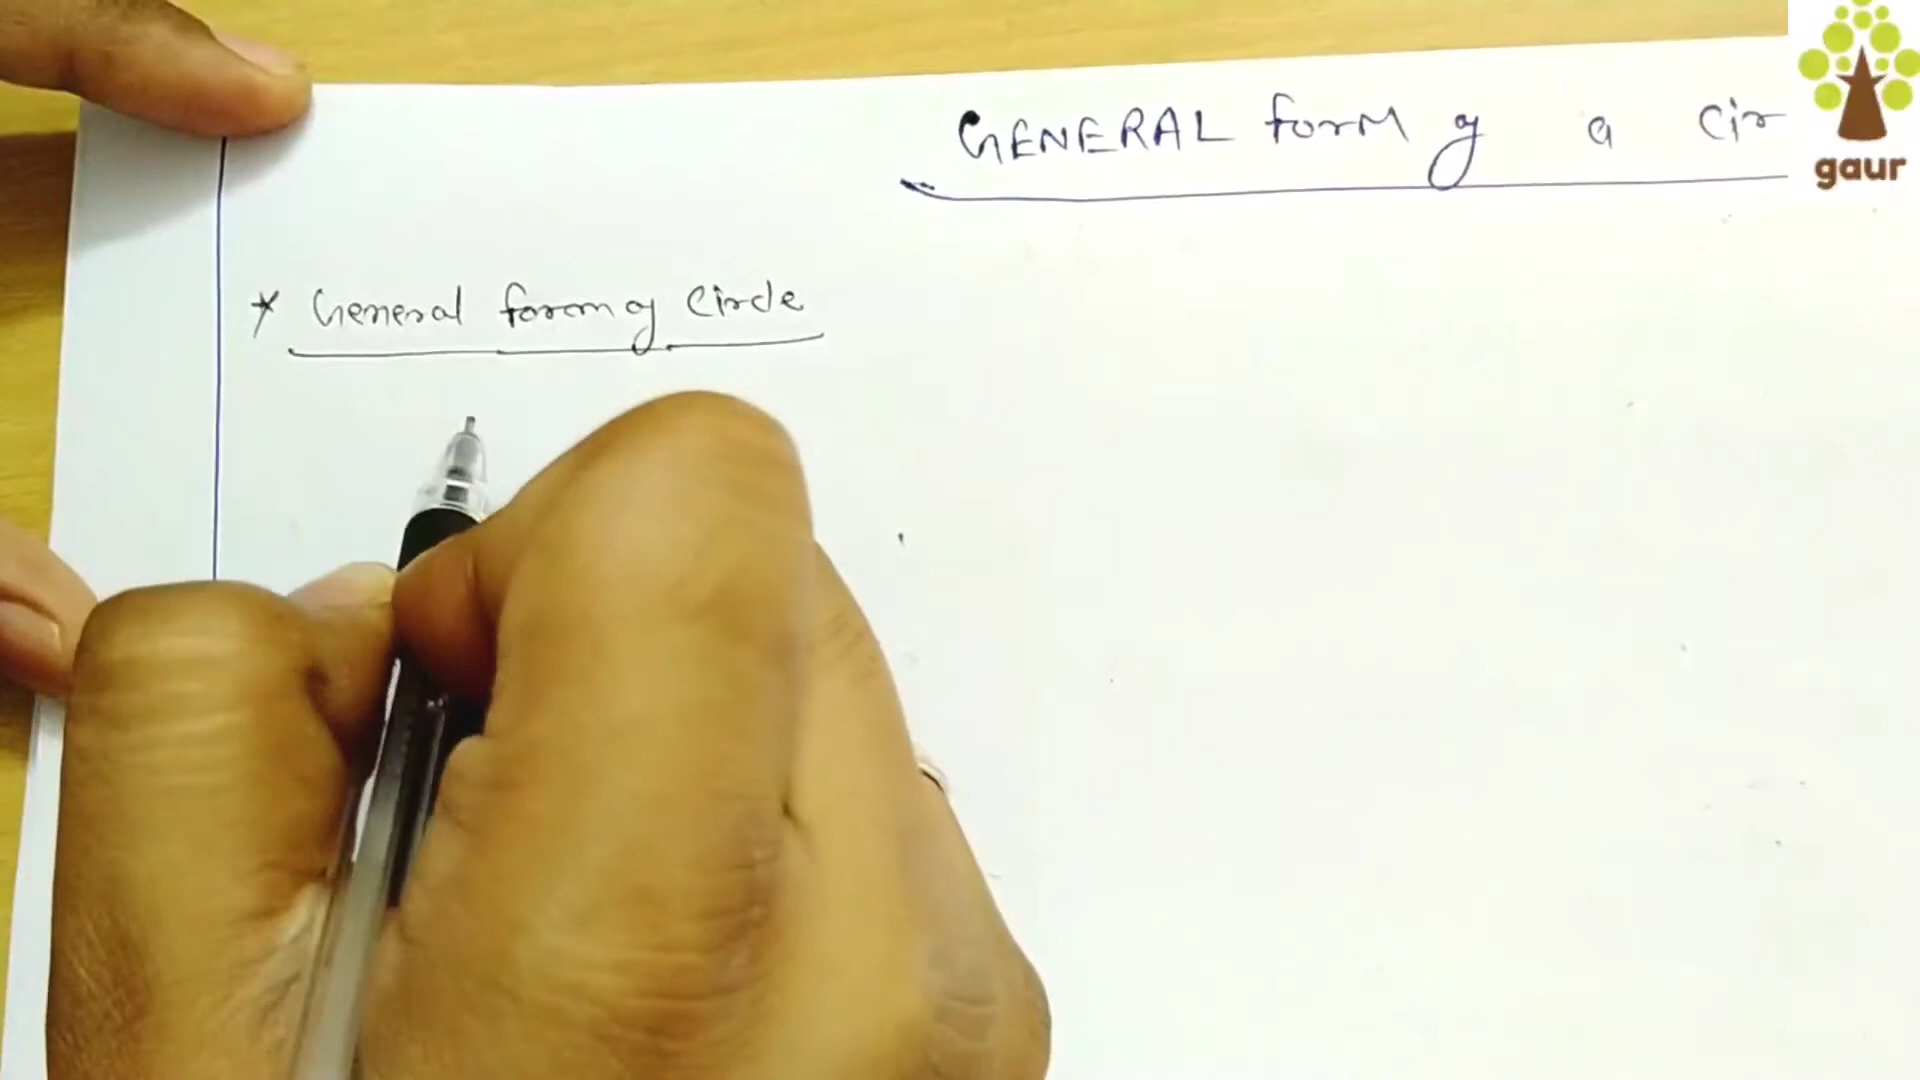 GENERAL form of a Cir
gaur
* General form of Circle